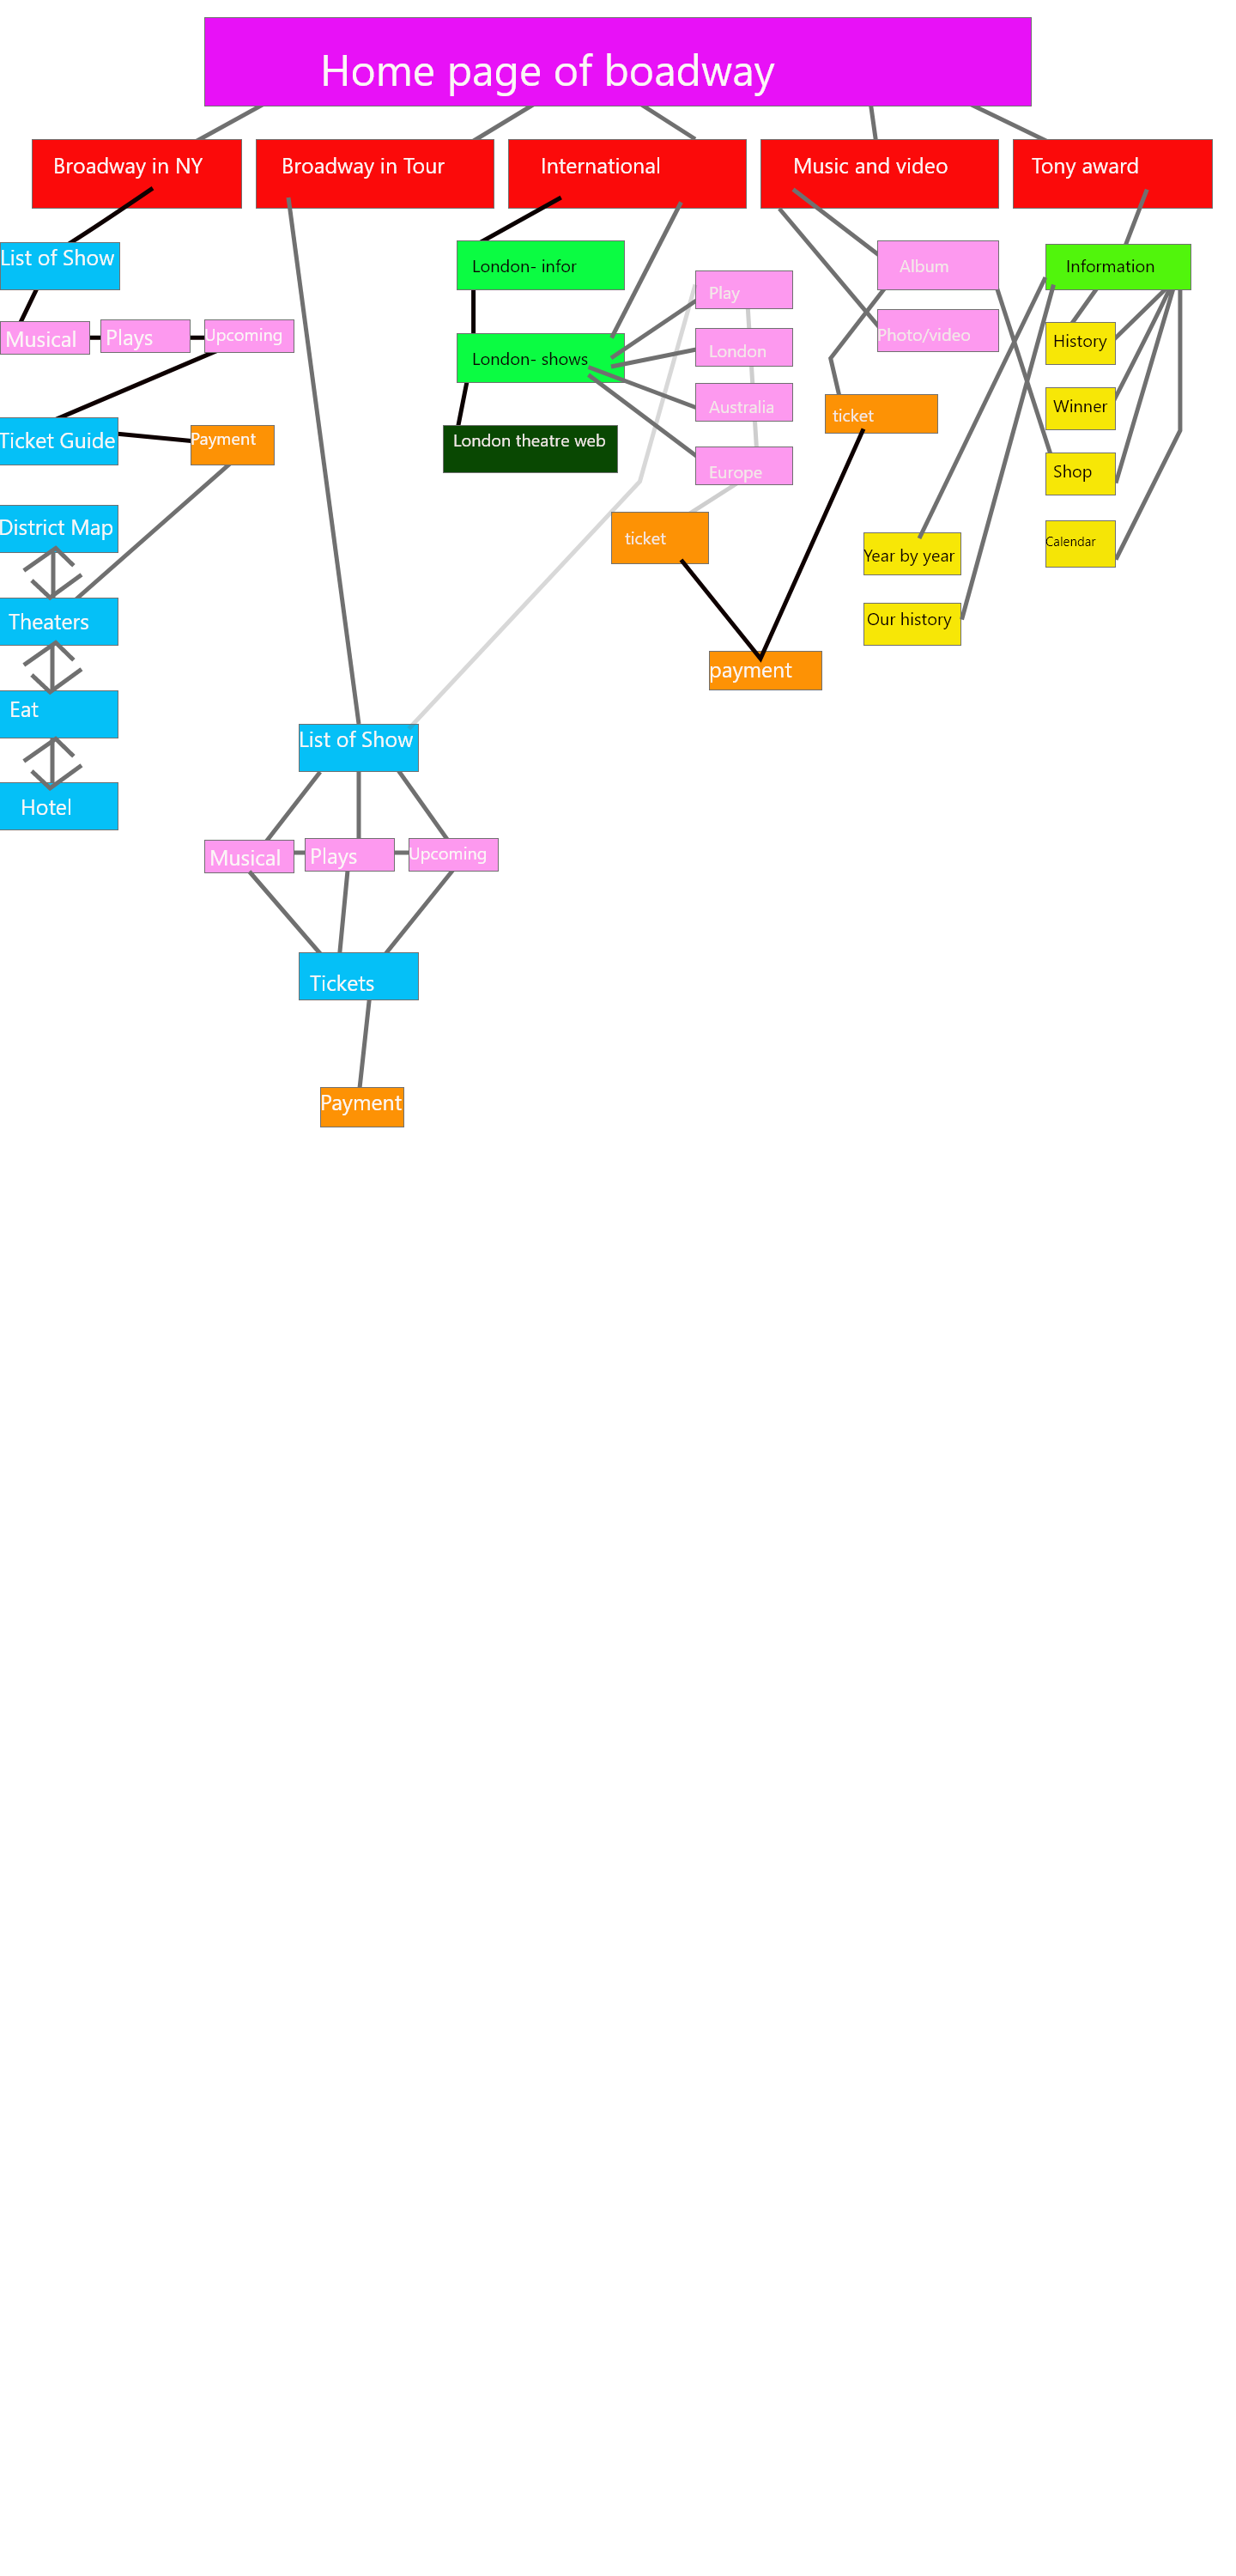 Home page of boadway
Broadway in NY
Broadway in Tour
International
Music and video
Tony award
List of Show
London- infor
Album
Information
Play
Musical
Plays
Upcoming
Photo/video
History
London- shows
London
Australia
Winner
ticket
Ticket Guide
Payment
London theatre web
Europe
Shop
District Map
ticket
Calendar
Year by year
Theaters
Our history
payment
Eat
List of Show
Hotel
Musical
Plays
Upcoming
Tickets
Payment